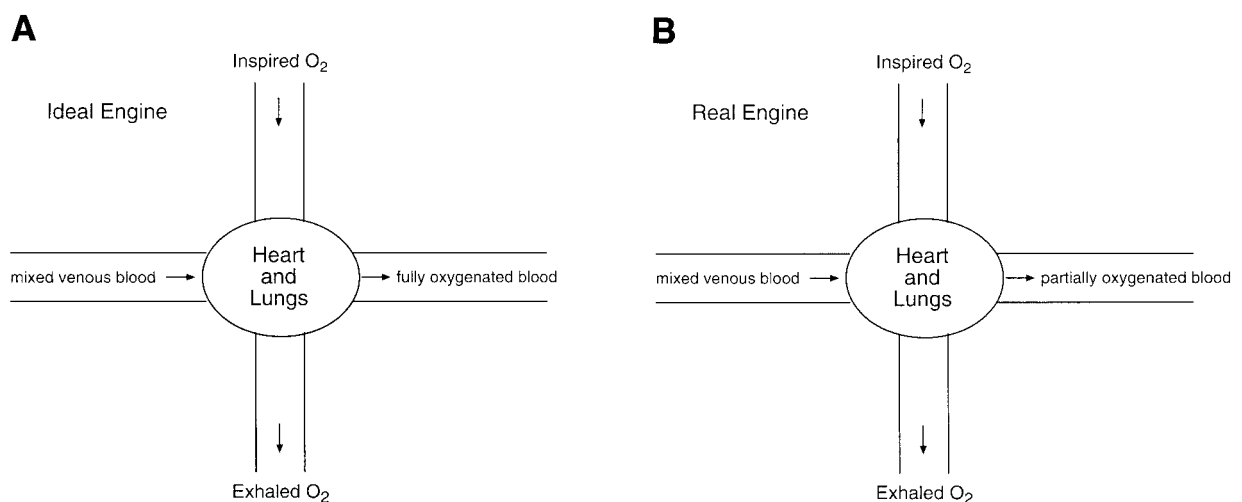 A
Inspired O₂
Ideal Engine
mixed venous blood
Heart
and
Lungs
fully oxygenated blood
Exhaled O₂
B
Inspired O₂
Real Engine
mixed venous blood
Heart
and
Lungs
partially oxygenated blood
Exhaled O₂